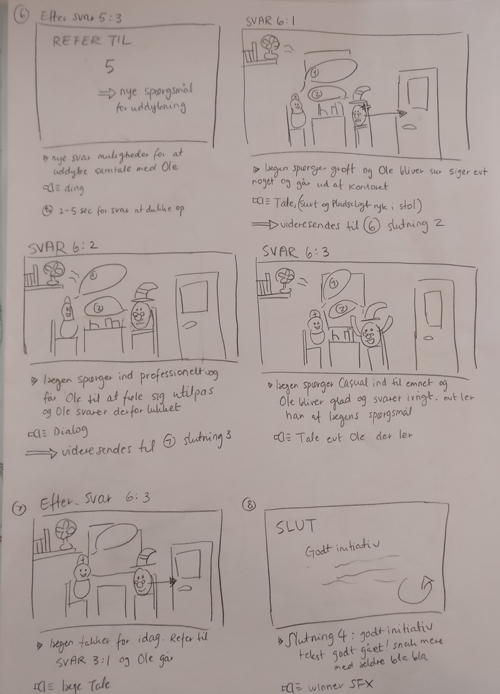 6 Efter svar 5:3
REFER TIL
5
⇒ nye spørgsmål
for uddybning
nye svar muligheder for at
uddybe samtale med Ole
ding
2-5 sec for svar at dukke op
SVAR 6:1
1
2
Lægen spørger groft og Ole bliver sur siger evt
noget og går ud af kontoret
Tale, (Surt og Pludseligt ryk i stol)
⇒ videresendes til 6 slutning 2
SVAR 6:2
1
2
Lægen spørger ind professionelt og
får Ole til at føle sig utilpas
og Ole svarer derfor lukket
Dialog
⇒ videresendes til 7 slutning 3
SVAR 6:3
1
2
Lægen spørger Casual ind til emnet og
Ole bliver glad og svarer ivrigt. evt ler
han af lægens spørgsmål
Tale evt Ole der ler
7 Efter svar 6:3
Lægen takker for idag. Refer til
SVAR 3:1 og Ole går
Læge Tale
8
SLUT
Godt initiativ
Slutning 4: godt initiativ
tekst godt gået! snak mere
med ældre bla bla
winner SFX